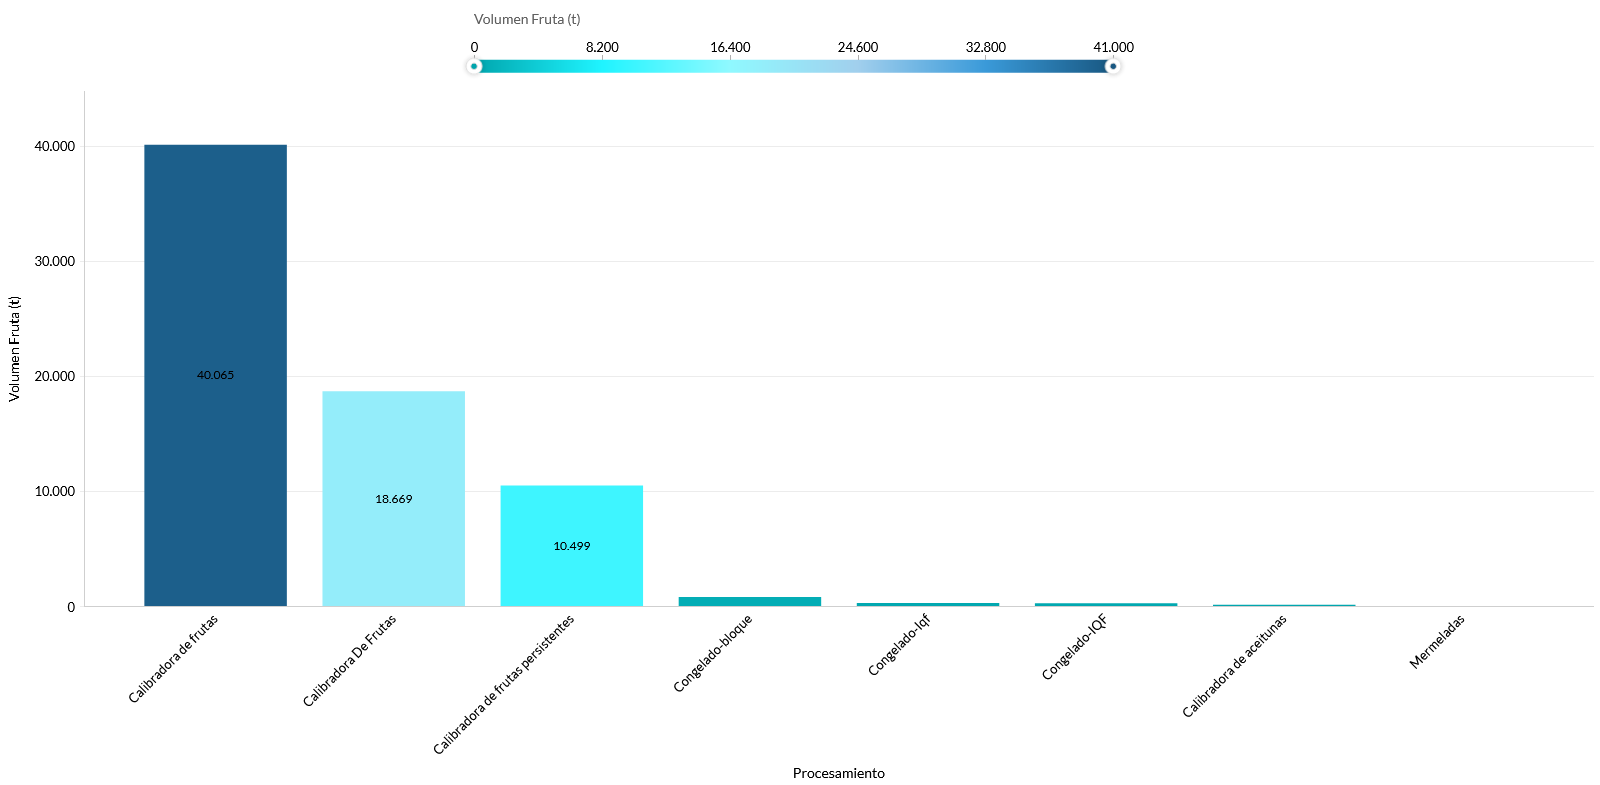 Volumen Fruta (t)
0 8.200 16.400 24.600 32.800 41.000
Volumen Fruta (t)
40.000
30.000
20.000
10.000
0
40.065
18.669
10.499
Calibradora de frutas
Calibradora De Frutas
Calibradora de frutas persistentes
Congelado-bloque
Congelado-Iqf
Congelado-IQF
Calibradora de aceitunas
Mermeladas
Procesamiento